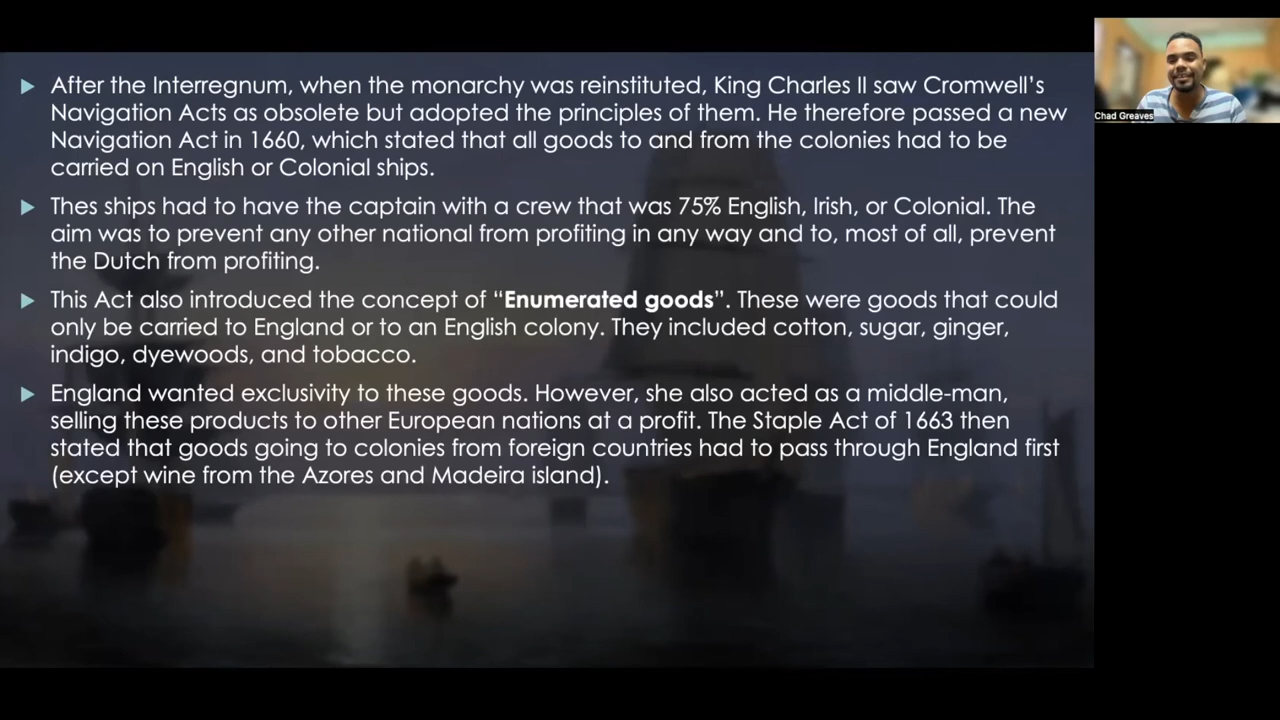 After the Interregnum, when the monarchy was reinstituted, King Charles II saw Cromwell's
Navigation Acts as obsolete but adopted the principles of them. He therefore passed a new
Navigation Act in 1660, which stated that all goods to and from the colonies had to be
carried on English or Colonial ships.
Thes ships had to have the captain with a crew that was 75% English, Irish, or Colonial. The
aim was to prevent any other national from profiting in any way and to, most of all, prevent
the Dutch from profiting.
This Act also introduced the concept of “Enumerated goods”. These were goods that could
only be carried to England or to an English colony. They included cotton, sugar, ginger,
indigo, dyewoods, and tobacco.
England wanted exclusivity to these goods. However, she also acted as a middle-man,
selling these products to other European nations at a profit. The Staple Act of 1663 then
stated that goods going to colonies from foreign countries had to pass through England first
(except wine from the Azores and Madeira island).
Chad Greaves